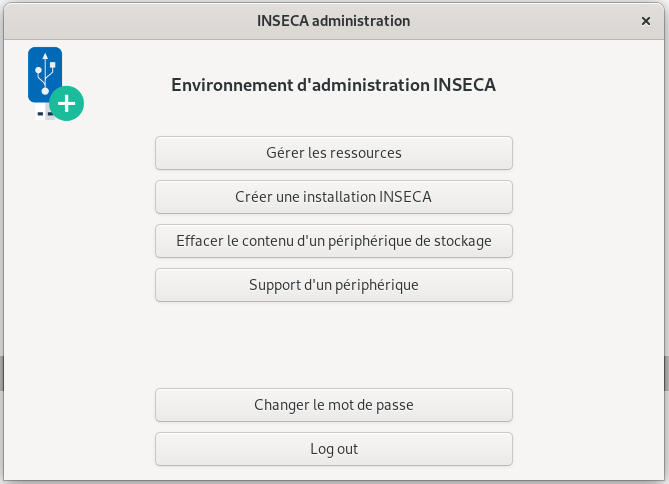 INSECA administration
Environnement d'administration INSECA
Gérer les ressources
Créer une installation INSECA
Effacer le contenu d'un périphérique de stockage
Support d'un périphérique
Changer le mot de passe
Log out